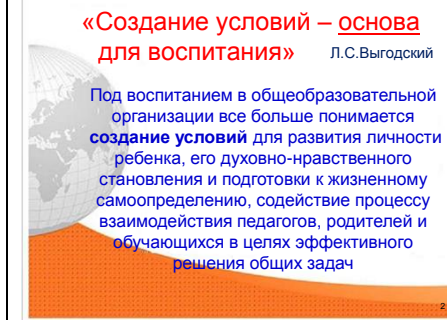 «Создание условий – основа
для воспитания» Л.С.Выгодский
Под воспитанием в общеобразовательной
организации все больше понимается
создание условий для развития личности
ребенка, его духовно-нравственного
становления и подготовки к жизненному
самоопределению, содействие процессу
взаимодействия педагогов, родителей и
обучающихся в целях эффективного
решения общих задач
2